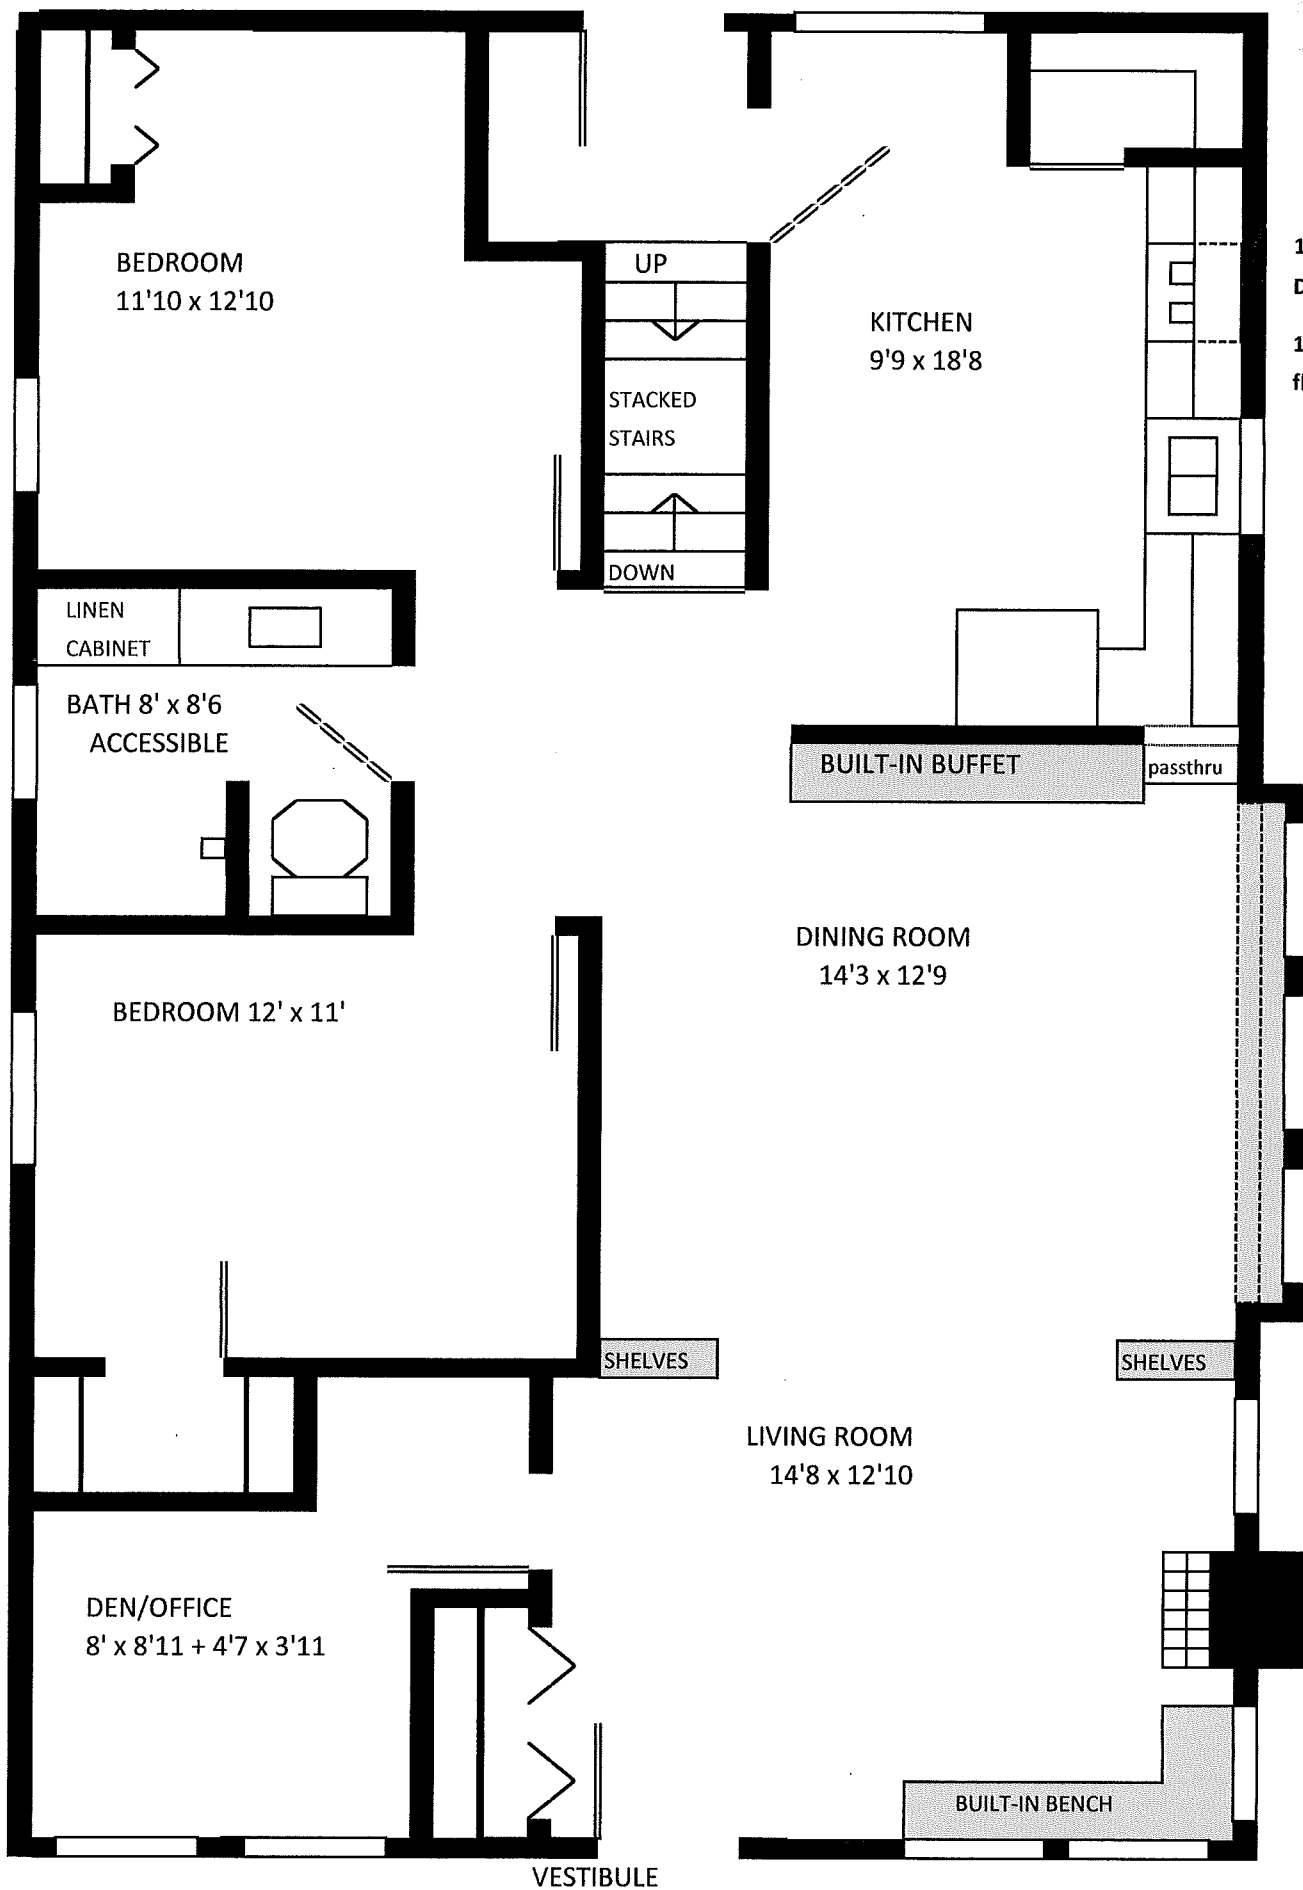 BEDROOM
11'10 x 12'10
UP
KITCHEN
9'9 x 18'8
STACKED
STAIRS
DOWN
LINEN
CABINET
BATH 8' x 8'6
ACCESSIBLE
BUILT-IN BUFFET
passthru
DINING ROOM
14'3 x 12'9
BEDROOM 12' x 11'
SHELVES
SHELVES
LIVING ROOM
14'8 x 12'10
DEN/OFFICE
8' x 8'11 + 4'7 x 3'11
BUILT-IN BENCH
VESTIBULE